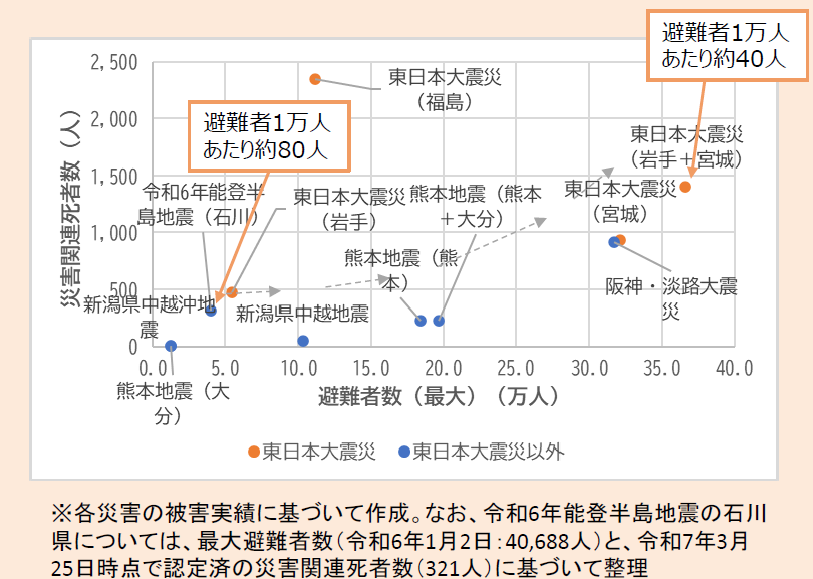 避難者1万人
あたり約40人
2,500
2,000
1,500
1,000
500
0
災害関連死者数（人）
東日本大震災
（福島）
避難者1万人
あたり約80人
東日本大震災
（岩手＋宮城）
令和6年能登半
島地震（石川）
東日本大震災
（岩手）
熊本地震（熊本
＋大分）
東日本大震災
（宮城）
熊本地震（熊
本）
阪神・淡路大震
災
新潟県中越沖地
震
新潟県中越地震
熊本地震（大
分）
0.0 5.0 10.0 15.0 20.0 25.0 30.0 35.0 40.0
避難者数（最大）（万人）
東日本大震災 東日本大震災以外
※各災害の被害実績に基づいて作成。なお、令和6年能登半島地震の石川
県については、最大避難者数（令和6年1月2日：40,688人）と、令和7年3月
25日時点で認定済の災害関連死者数（321人）に基づいて整理